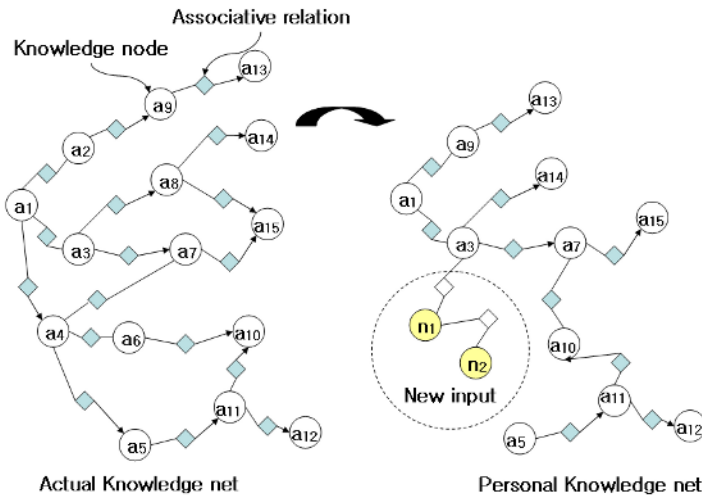 Associative relation
Knowledge node
a13
a9
a2
a14
a8
a1
a15
a3
a7
a4
a6
a10
a11
a5
a12
Actual Knowledge net
a13
a9
a14
a1
a15
a3
a7
n1
n2
a10
New input
a11
a5
a12
Personal Knowledge net